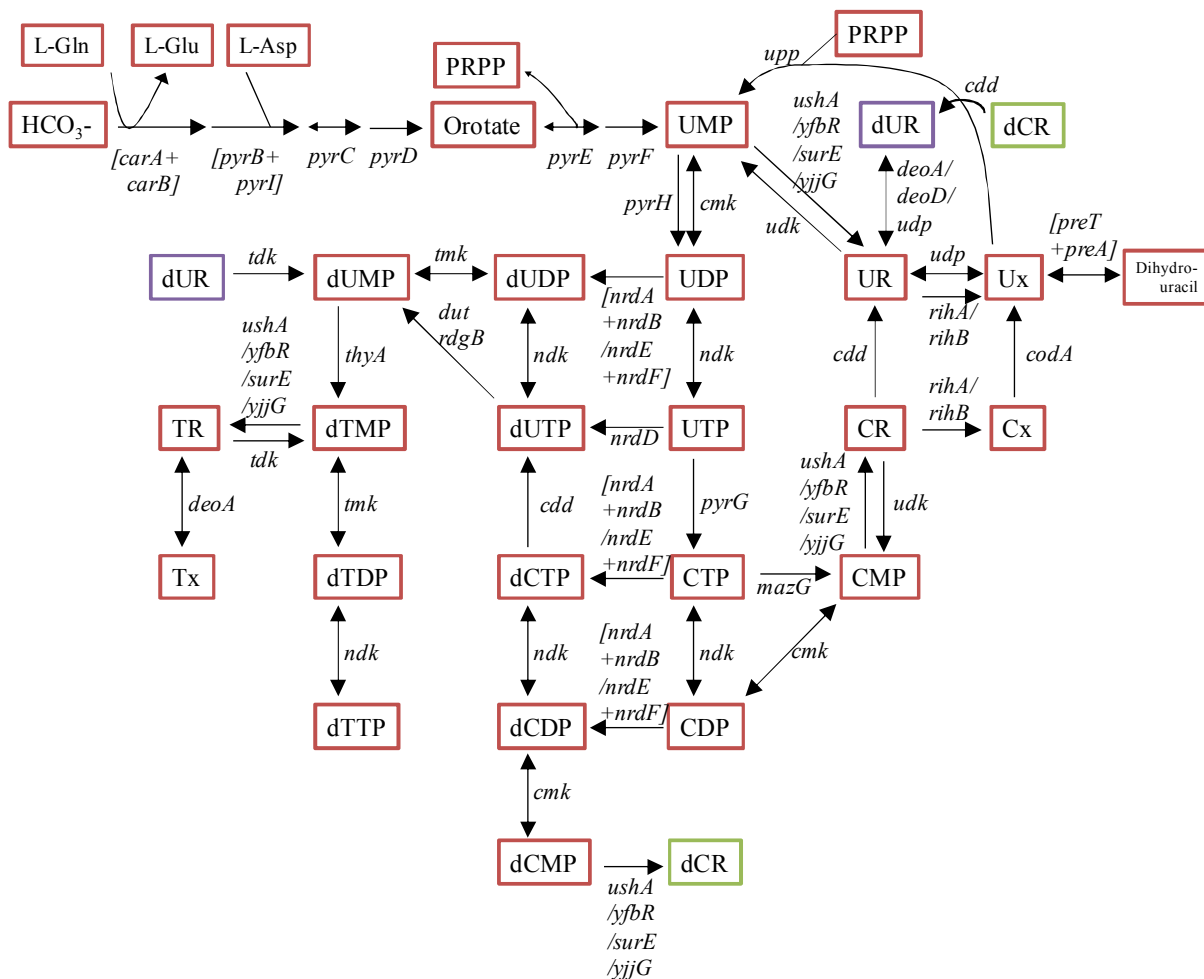 L-Gln
L-Glu
L-Asp
PRPP
PRPP
upp
cdd
HCO3-
Orotate
UMP
ushA
/yfbR
/surE
/yjjG
dUR
dCR
[carA+
carB]
[pyrB+
pyrI]
pyrC
pyrD
pyrE
pyrF
pyrH
cmk
udk
deoA/
deoD/
udp
[preT
+preA]
dUR
tdk
dUMP
tmk
dUDP
UDP
UR
udp
Ux
Dihydro-
uracil
ushA
/yfbR
/surE
/yjjG
thyA
dut
rdgB
ndk
[nrdA
+nrdB
/nrdE
+nrdF]
ndk
cdd
rihA/
rihB
codA
TR
tdk
dTMP
dUTP
nrdD
UTP
CR
rihA/
rihB
Cx
deoA
tmk
cdd
[nrdA
+nrdB
/nrdE
+nrdF]
pyrG
ushA
/yfbR
/surE
/yjjG
udk
Tx
dTDP
dCTP
CTP
mazG
CMP
ndk
ndk
[nrdA
+nrdB
/nrdE
+nrdF]
ndk
cmk
dTTP
dCDP
CDP
cmk
dCMP
ushA
/yfbR
/surE
/yjjG
dCR